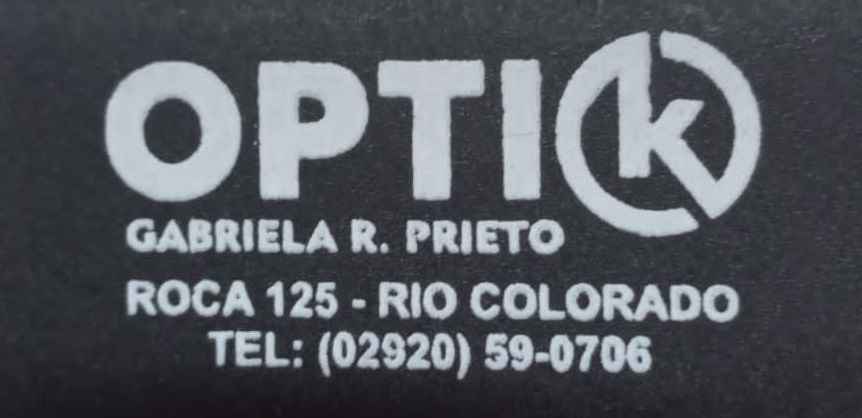 OPTIk
GABRIELA R. PRIETO
ROCA 125 - RIO COLORADO
TEL: (02920) 59-0706